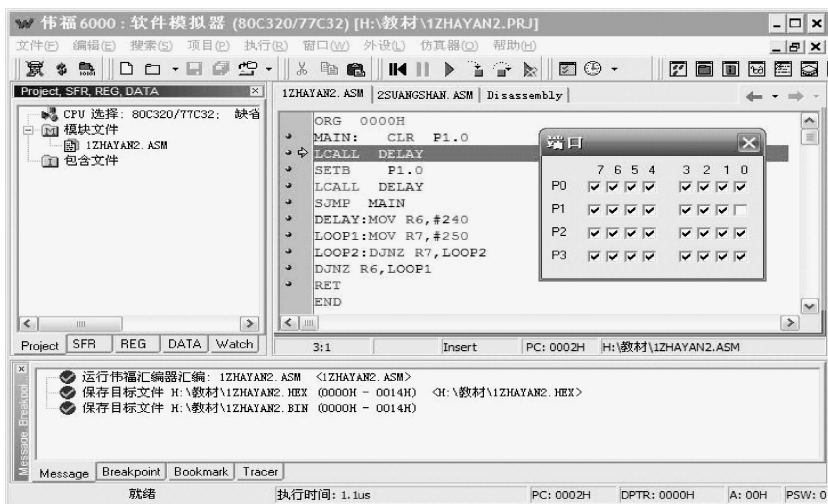 伟福6000：软件模拟器 (80C320/77C32) [H:\教材\1ZHAYAN2.PRJ]
文件(F) 编辑(E) 搜索(S) 项目(P) 执行(R) 窗口(W) 外设(L) 仿真器(O) 帮助(H)
Project, SFR, REG, DATA
CPU 选择: 80C320/77C32; 缺省
模块文件
1ZHAYAN2. ASM
包含文件
Project SFR REG DATA Watch
1ZHAYAN2. ASM 2SUANGSHAN. ASM Disassembly
ORG 0000H
MAIN: CLR P1.0
LCALL DELAY
SETB P1.0
LCALL DELAY
SJMP MAIN
DELAY:MOV R6,#240
LOOP1:MOV R7,#250
LOOP2:DJNZ R7,LOOP2
DJNZ R6,LOOP1
RET
END
端口
7 6 5 4 3 2 1 0
P0
P1
P2
P3
3:1 Insert PC: 0002H H:\教材\1ZHAYAN2.ASM
运行伟福汇编器汇编: 1ZHAYAN2. ASM <1ZHAYAN2. ASM>
保存目标文件 H:\教材\1ZHAYAN2. HEX (0000H - 0014H) <H:\教材\1ZHAYAN2. HEX>
保存目标文件 H:\教材\1ZHAYAN2. BIN (0000H - 0014H)
Message Breakpoint Bookmark Tracer
就绪 执行时间: 1.1us PC: 0002H DPTR: 0000H A: 00H PSW: 0